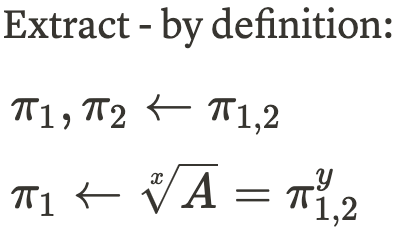 Extract - by definition:
π₁, π₂ ← π₁,₂
π₁ ← ˣ√A = π₁,₂ʸ